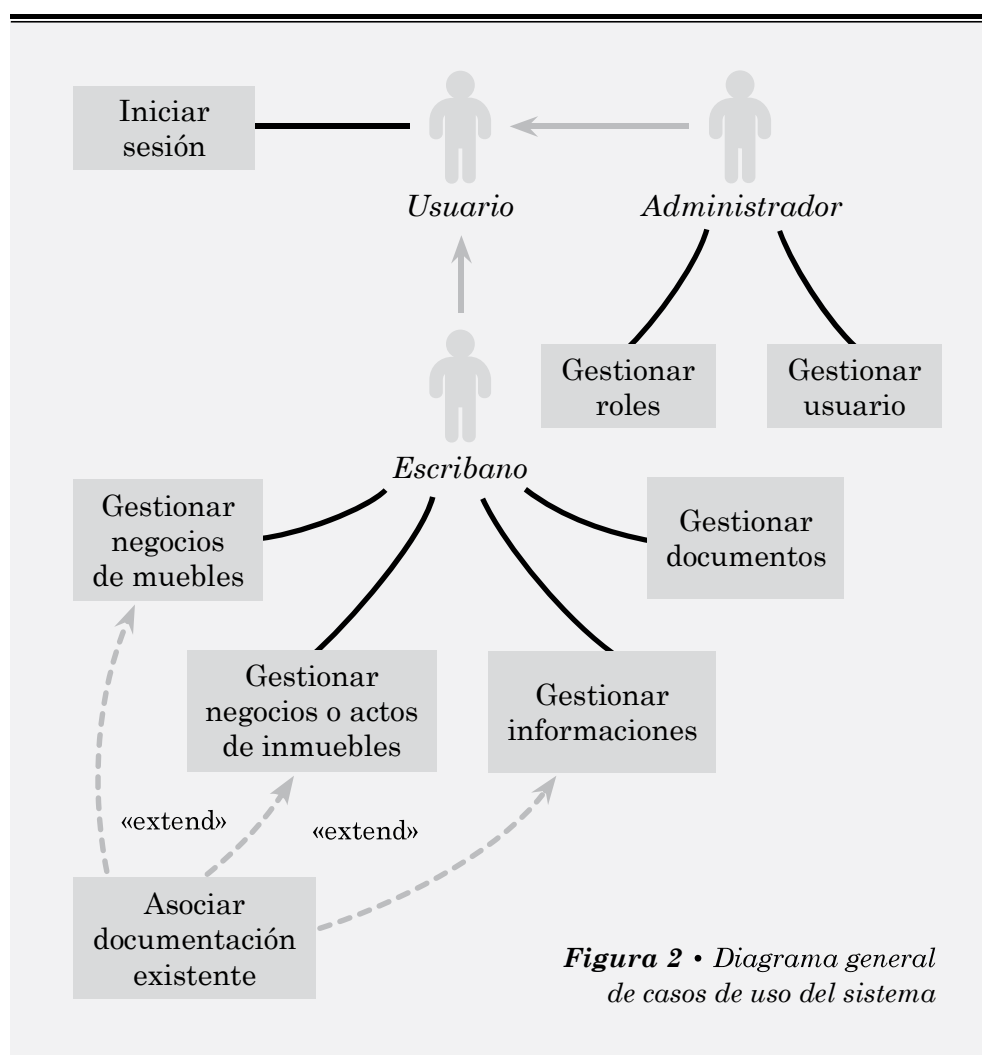 Iniciar
sesión
Usuario
Administrador
Gestionar
roles
Gestionar
usuario
Escribano
Gestionar
negocios
de muebles
Gestionar
documentos
Gestionar
negocios o actos
de inmuebles
Gestionar
informaciones
«extend»
«extend»
Asociar
documentación
existente
Figura 2 • Diagrama general
de casos de uso del sistema